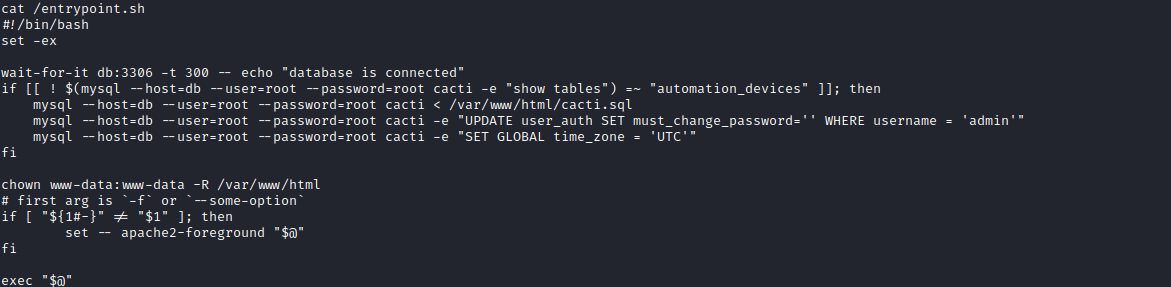 cat /entrypoint.sh
#!/bin/bash
set -ex
wait-for-it db:3306 -t 300 -- echo "database is connected"
if [[ ! $(mysql --host=db --user=root --password=root cacti -e "show tables") =~ "automation_devices" ]]; then
    mysql --host=db --user=root --password=root cacti < /var/www/html/cacti.sql
    mysql --host=db --user=root --password=root cacti -e "UPDATE user_auth SET must_change_password='' WHERE username = 'admin'"
    mysql --host=db --user=root --password=root cacti -e "SET GLOBAL time_zone = 'UTC'"
fi
chown www-data:www-data -R /var/www/html
# first arg is `-f` or `--some-option`
if [ "${1#-}" != "$1" ]; then
        set -- apache2-foreground "$@"
fi
exec "$@"